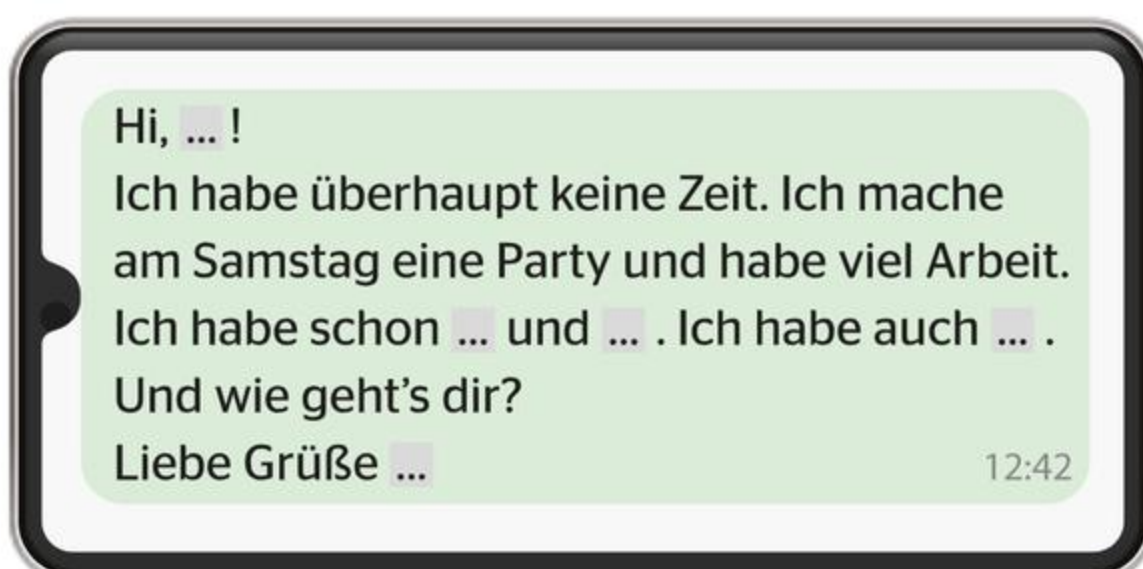 Hi, ... !
Ich habe überhaupt keine Zeit. Ich mache
am Samstag eine Party und habe viel Arbeit.
Ich habe schon ... und ... . Ich habe auch ... .
Und wie geht's dir?
Liebe Grüße ...
12:42